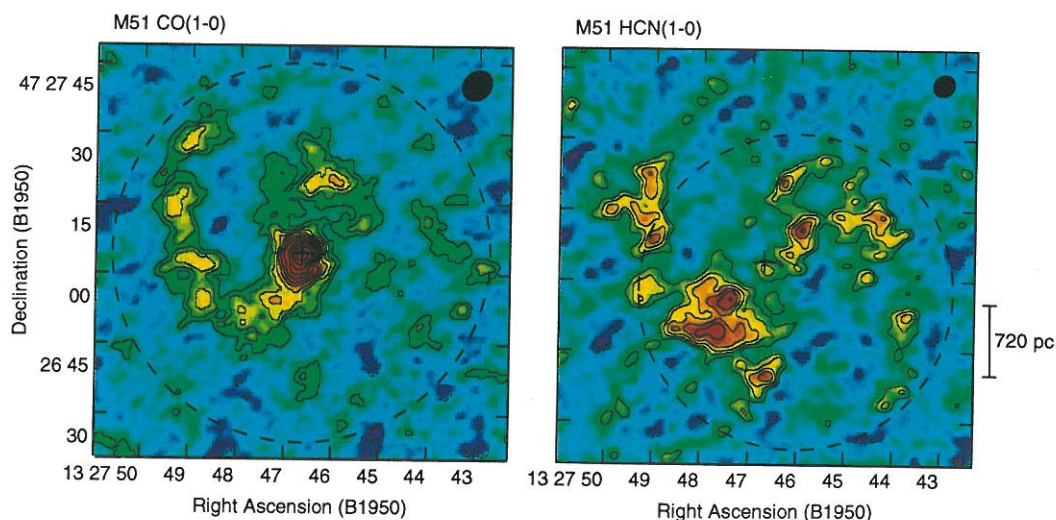 M51 CO(1-0)
M51 HCN(1-0)
Declination (B1950)
47 27 45
30
15
00
26 45
30
13 27 50 49 48 47 46 45 44 43
Right Ascension (B1950)
13 27 50 49 48 47 46 45 44 43
Right Ascension (B1950)
720 pc